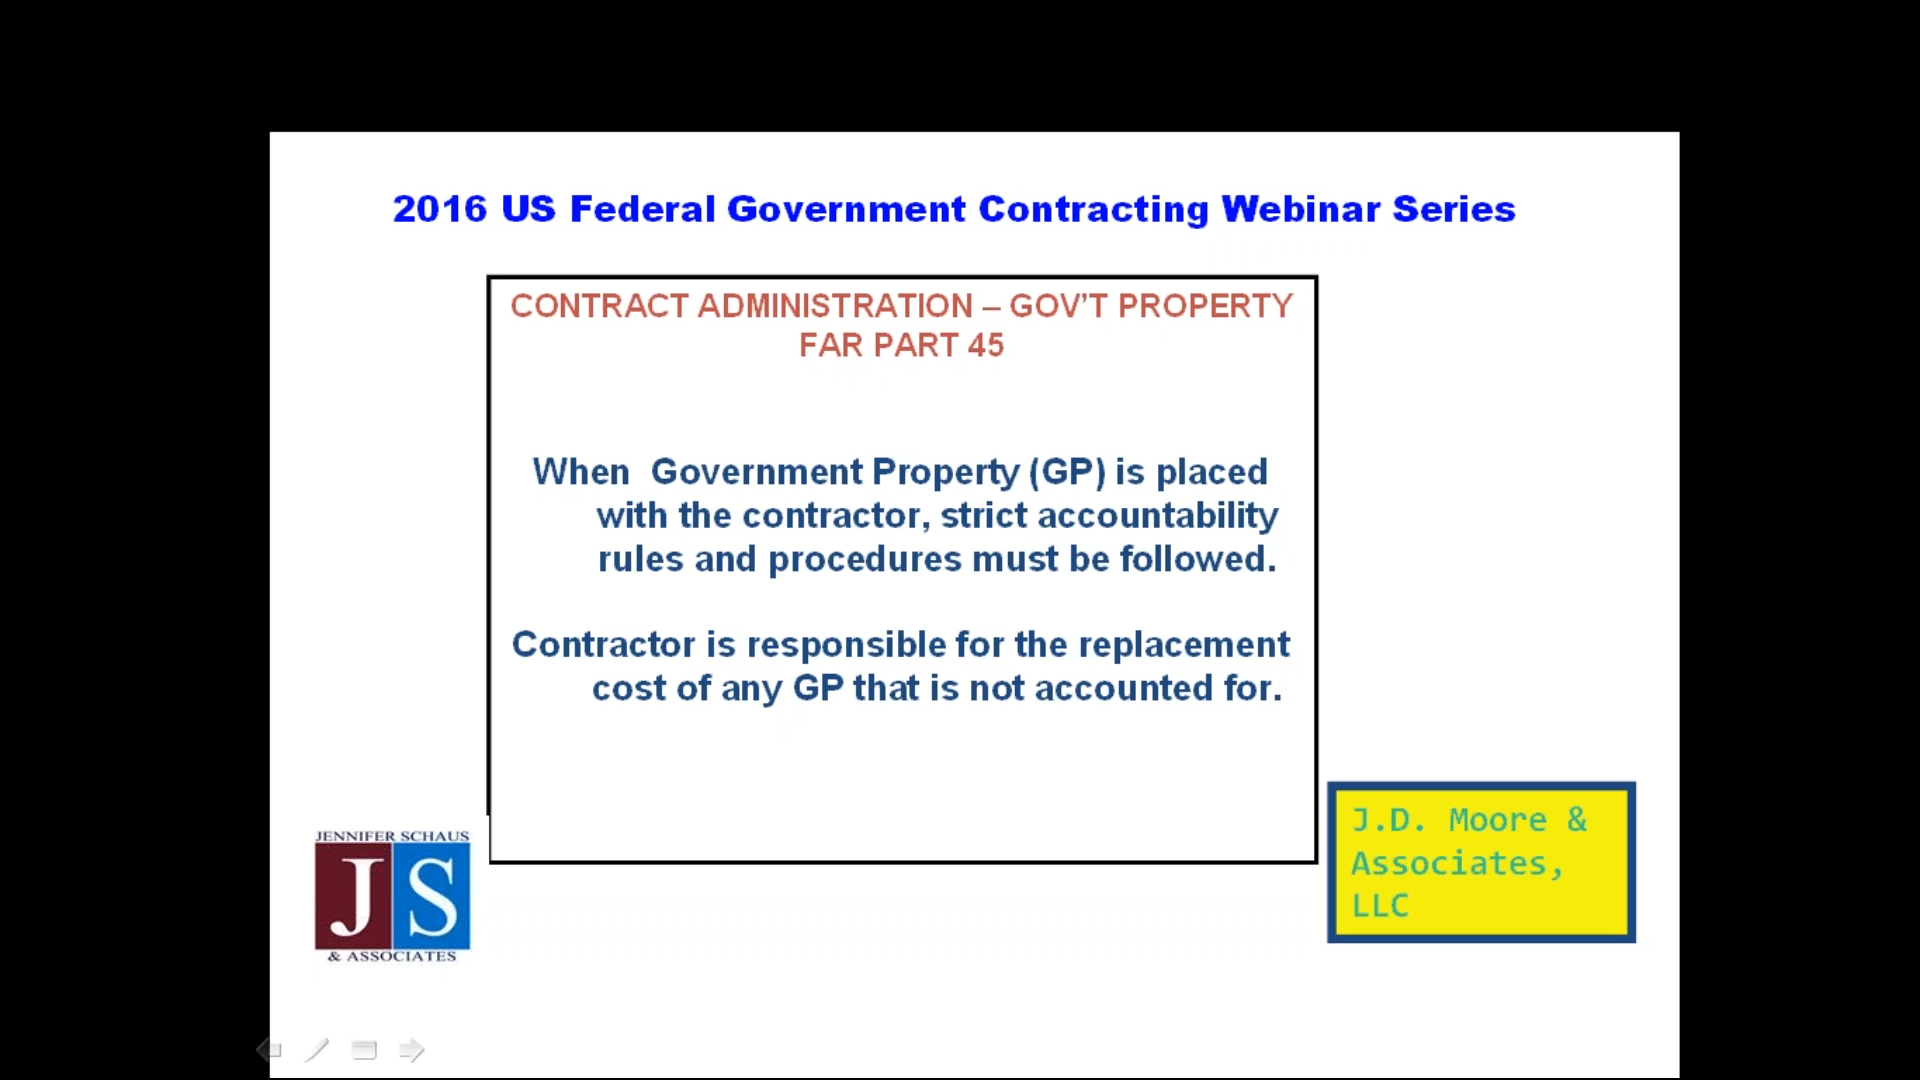 2016 US Federal Government Contracting Webinar Series
CONTRACT ADMINISTRATION – GOV'T PROPERTY
FAR PART 45
When  Government Property (GP) is placed
with the contractor, strict accountability
rules and procedures must be followed.
Contractor is responsible for the replacement
cost of any GP that is not accounted for.
JENNIFER SCHAUS
JS
& ASSOCIATES
J.D. Moore &
Associates,
LLC